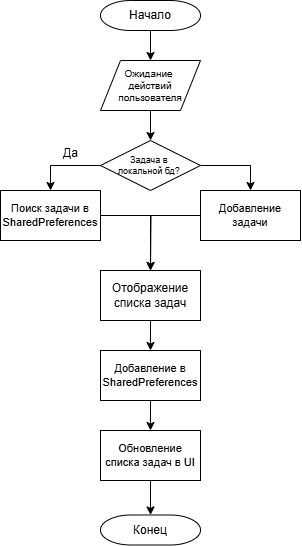 Начало
Ожидание
действий
пользователя
Задача в
локальной бд?
Да
Поиск задачи в
SharedPreferences
Добавление
задачи
Отображение
списка задач
Добавление в
SharedPreferences
Обновление
списка задач в UI
Конец